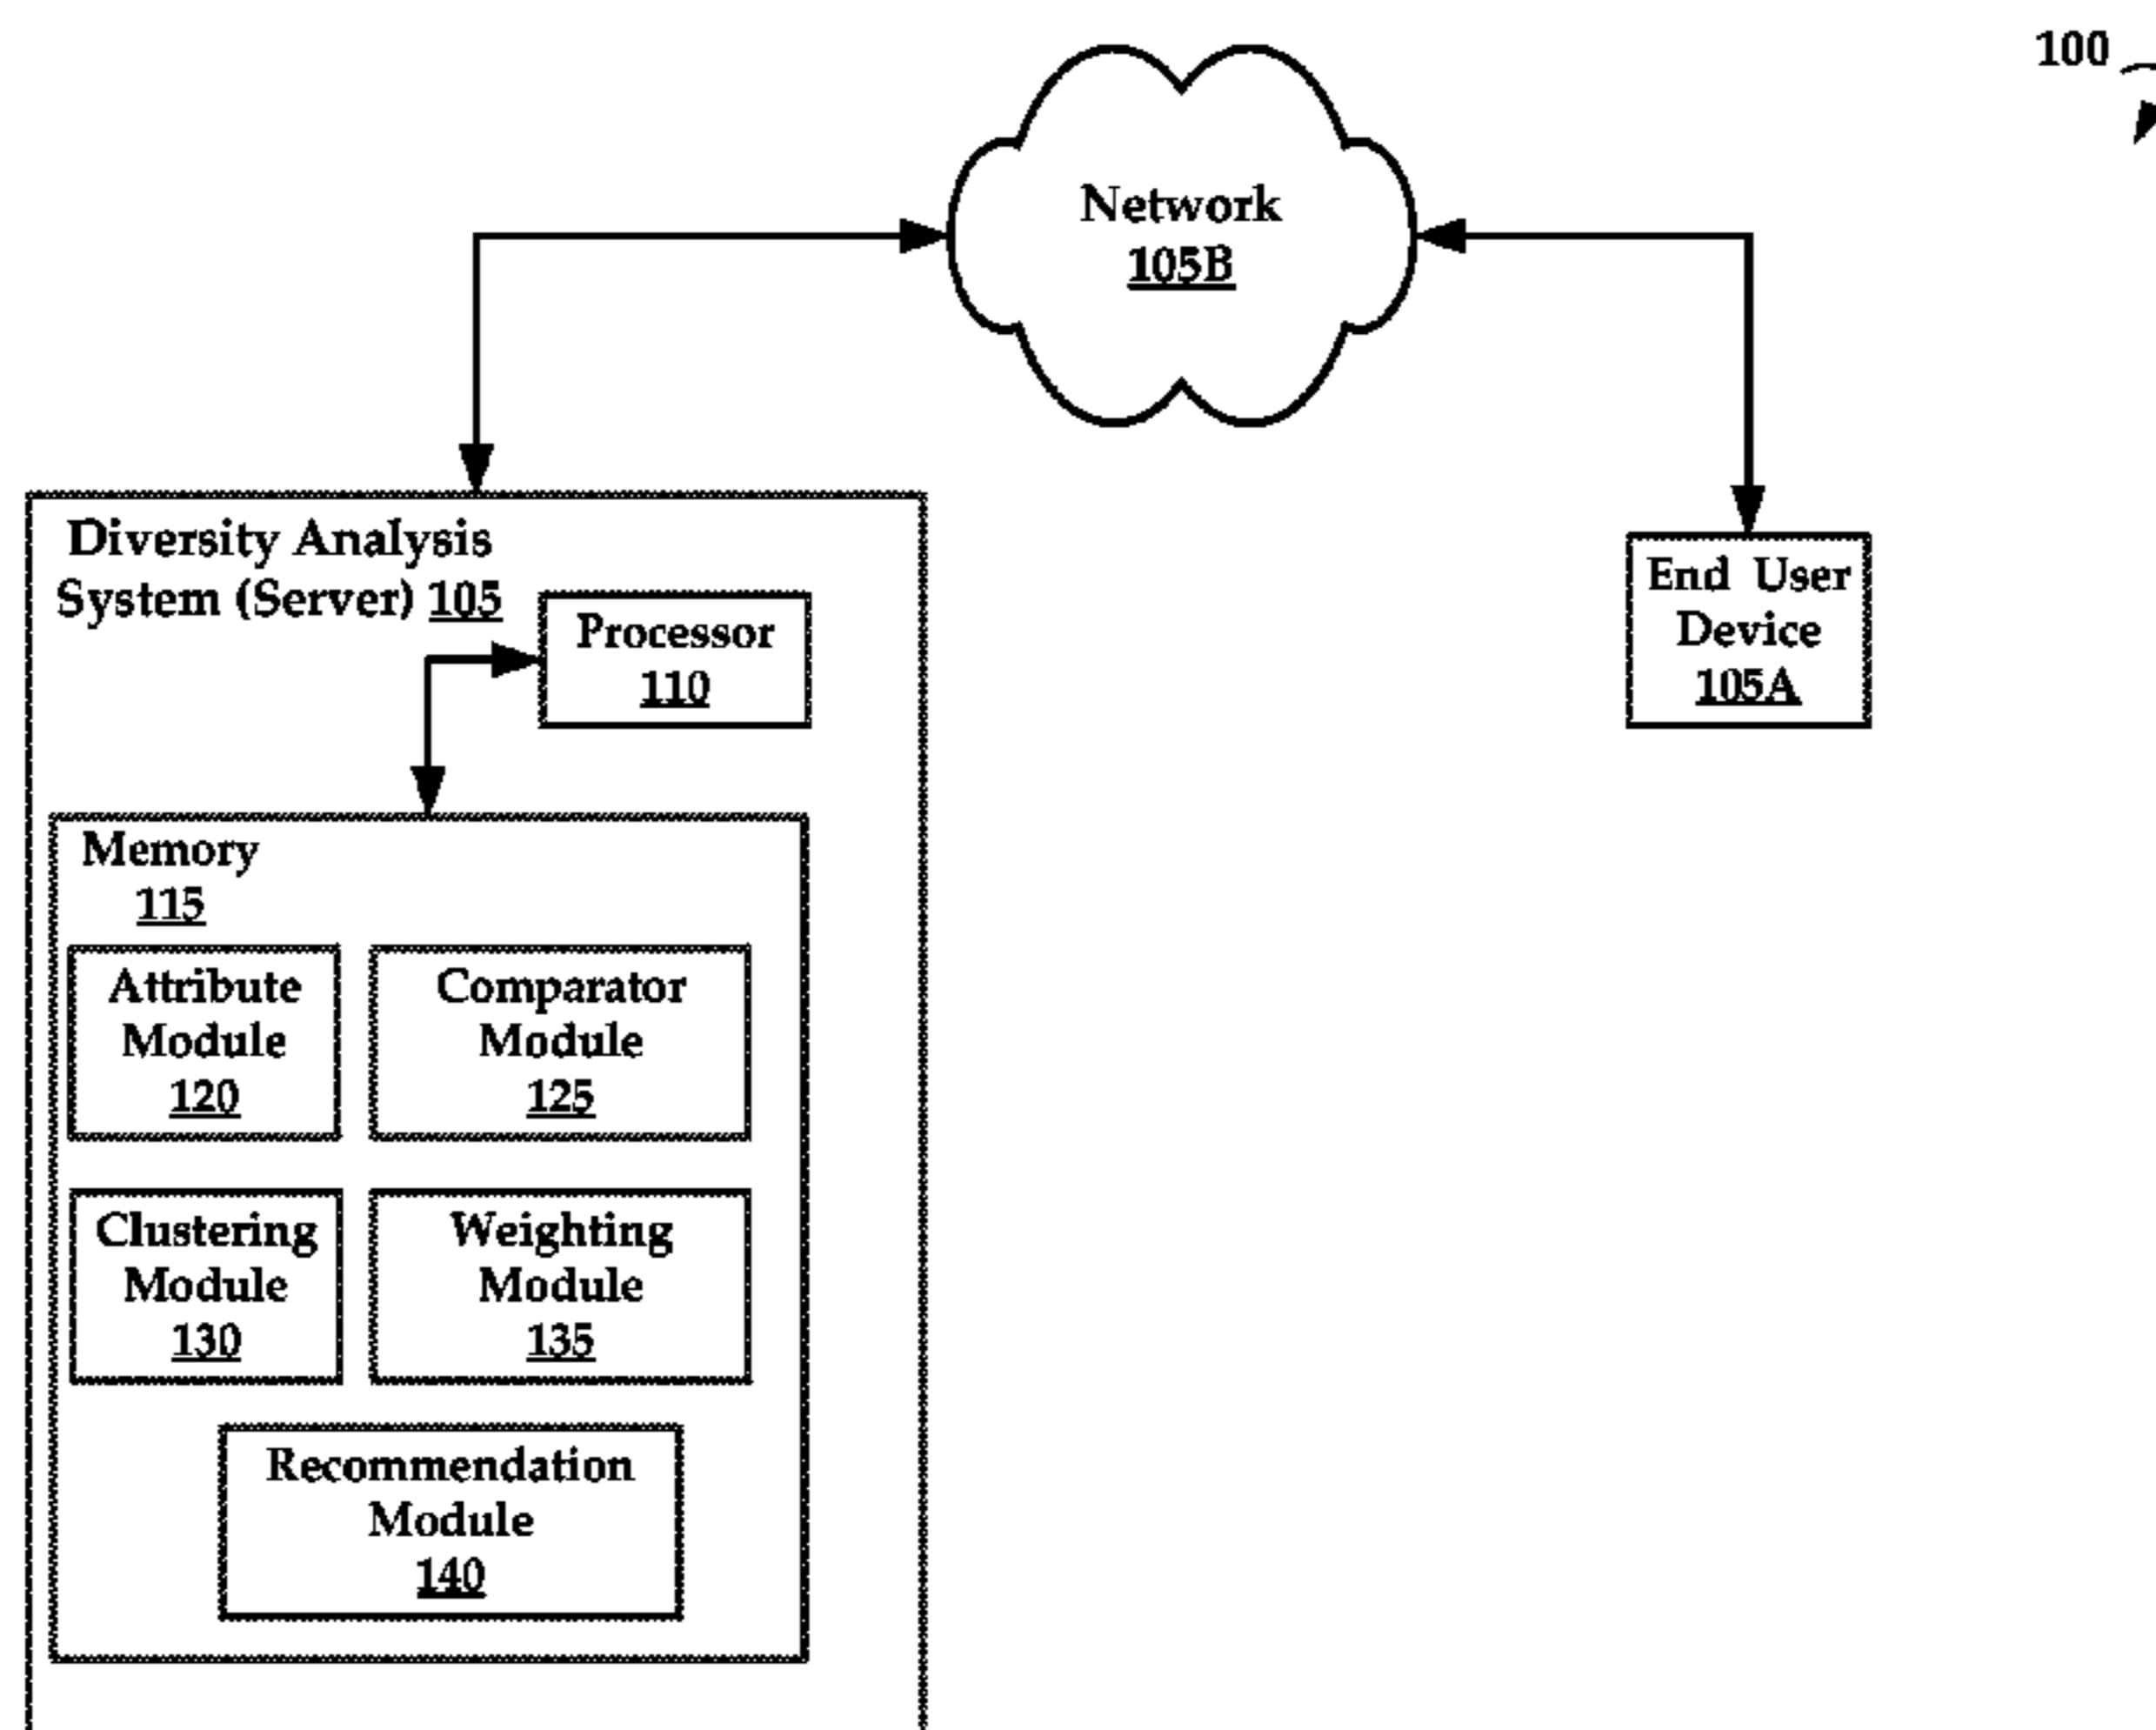 100
Network
105B
Diversity Analysis
System (Server) 105
Processor
110
End User
Device
105A
Memory
115
Attribute
Module
120
Comparator
Module
125
Clustering
Module
130
Weighting
Module
135
Recommendation
Module
140